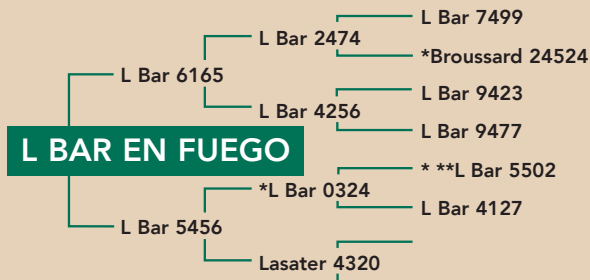 L Bar 7499
L Bar 2474
*Broussard 24524
L Bar 6165
L Bar 9423
L Bar 4256
L Bar 9477
L BAR EN FUEGO
* **L Bar 5502
*L Bar 0324
L Bar 4127
L Bar 5456
Lasater 4320